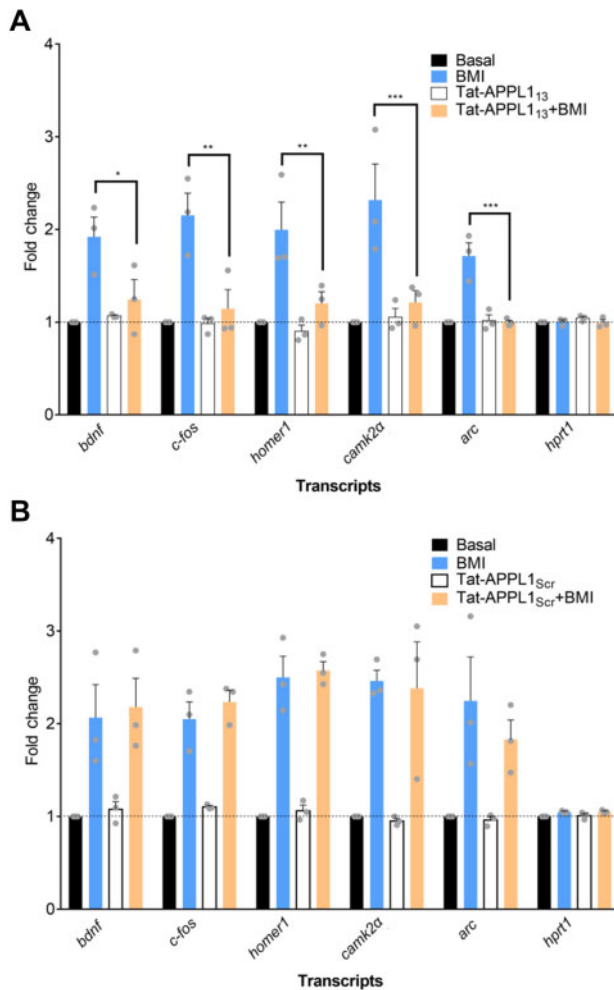 A
4
3
2
1
0
Fold change
Basal
BMI
Tat-APPL1₁₃
Tat-APPL1₁₃+BMI
*
**
**
***
***
bdnf
c-fos
homer1
camk2α
arc
hprt1
Transcripts
B
4
3
2
1
0
Fold change
Basal
BMI
Tat-APPL1Scr
Tat-APPL1Scr+BMI
bdnf
c-fos
homer1
camk2α
arc
hprt1
Transcripts